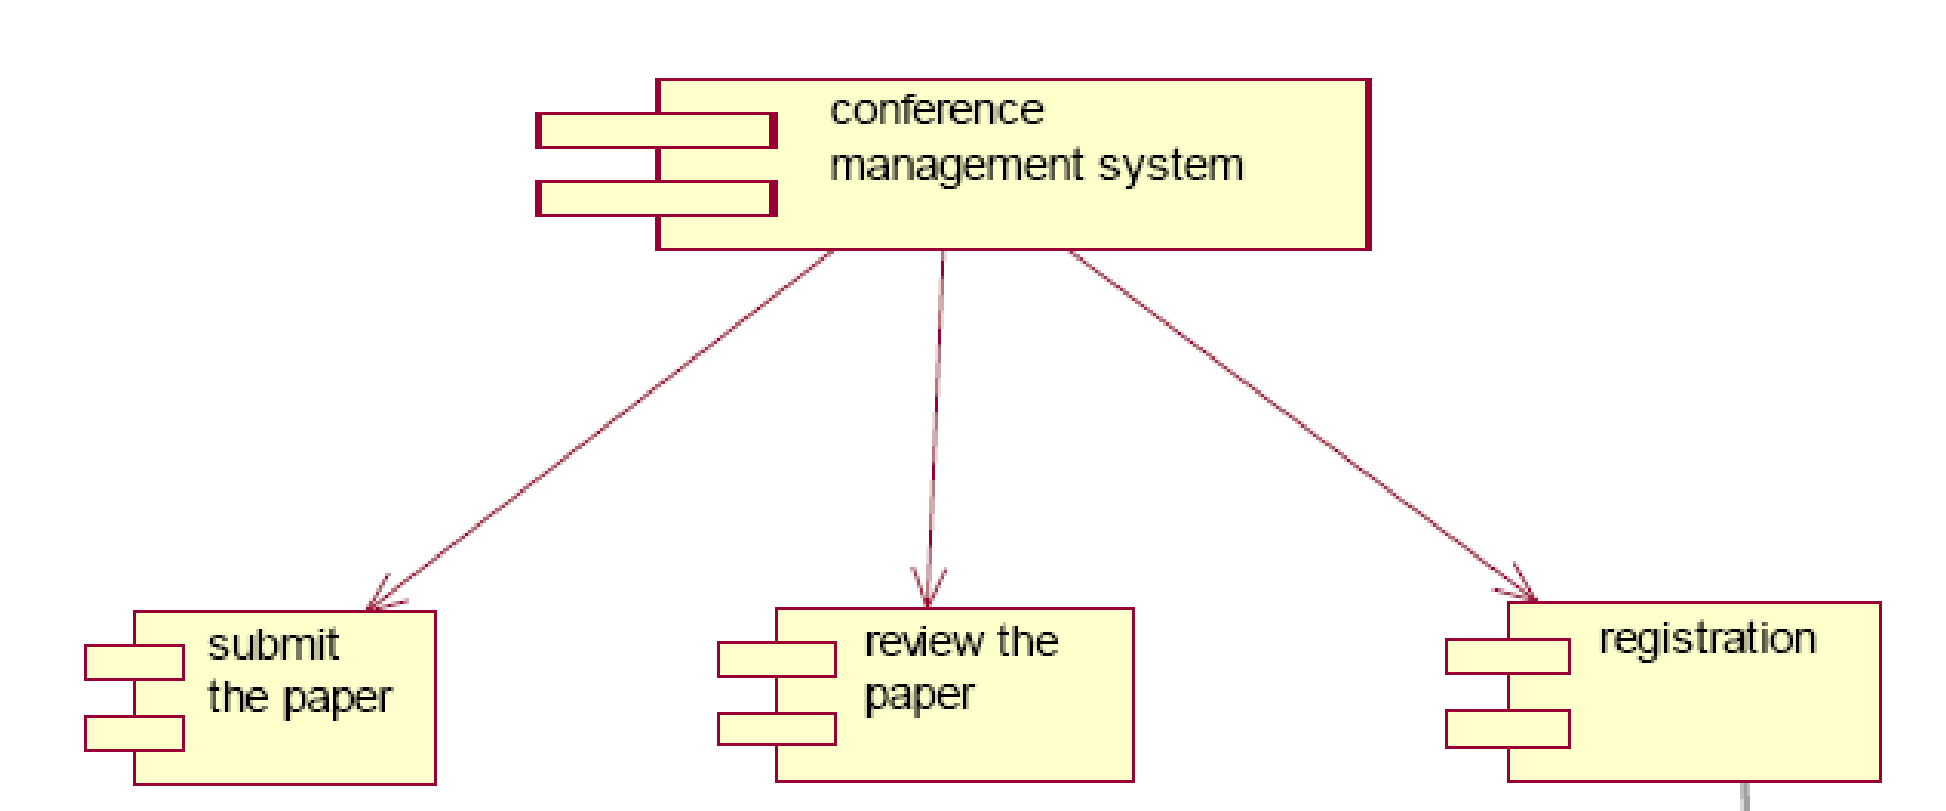 conference
management system
submit
the paper
review the
paper
registration